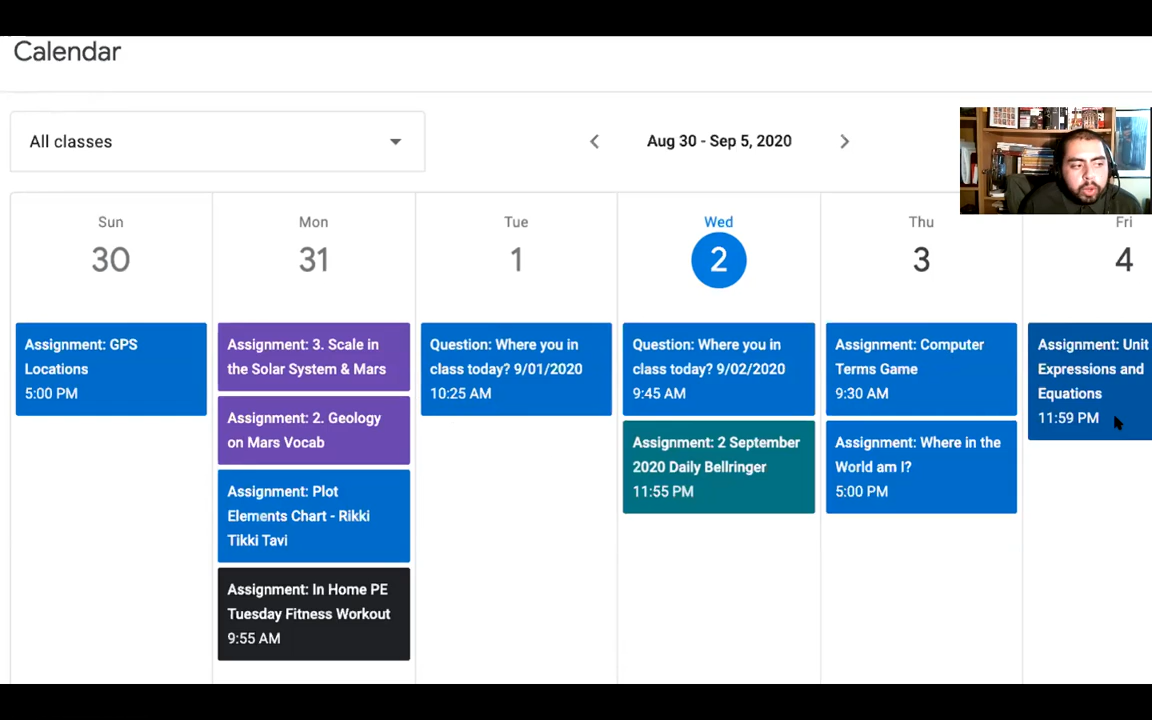 Calendar
All classes
Aug 30 - Sep 5, 2020
Sun
30
Mon
31
Tue
1
Wed
2
Thu
3
Fri
4
Assignment: GPS
Locations
5:00 PM
Assignment: 3. Scale in
the Solar System & Mars
Assignment: 2. Geology
on Mars Vocab
Assignment: Plot
Elements Chart - Rikki
Tikki Tavi
Assignment: In Home PE
Tuesday Fitness Workout
9:55 AM
Question: Where you in
class today? 9/01/2020
10:25 AM
Question: Where you in
class today? 9/02/2020
9:45 AM
Assignment: 2 September
2020 Daily Bellringer
11:55 PM
Assignment: Computer
Terms Game
9:30 AM
Assignment: Where in the
World am I?
5:00 PM
Assignment: Unit
Expressions and
Equations
11:59 PM